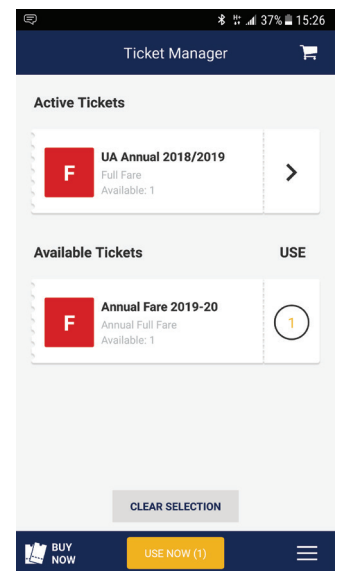 37% 15:26
Ticket Manager
Active Tickets
F
UA Annual 2018/2019
Full Fare
Available: 1
Available Tickets USE
F
Annual Fare 2019-20
Annual Full Fare
Available: 1
1
CLEAR SELECTION
BUY
NOW
USE NOW (1)